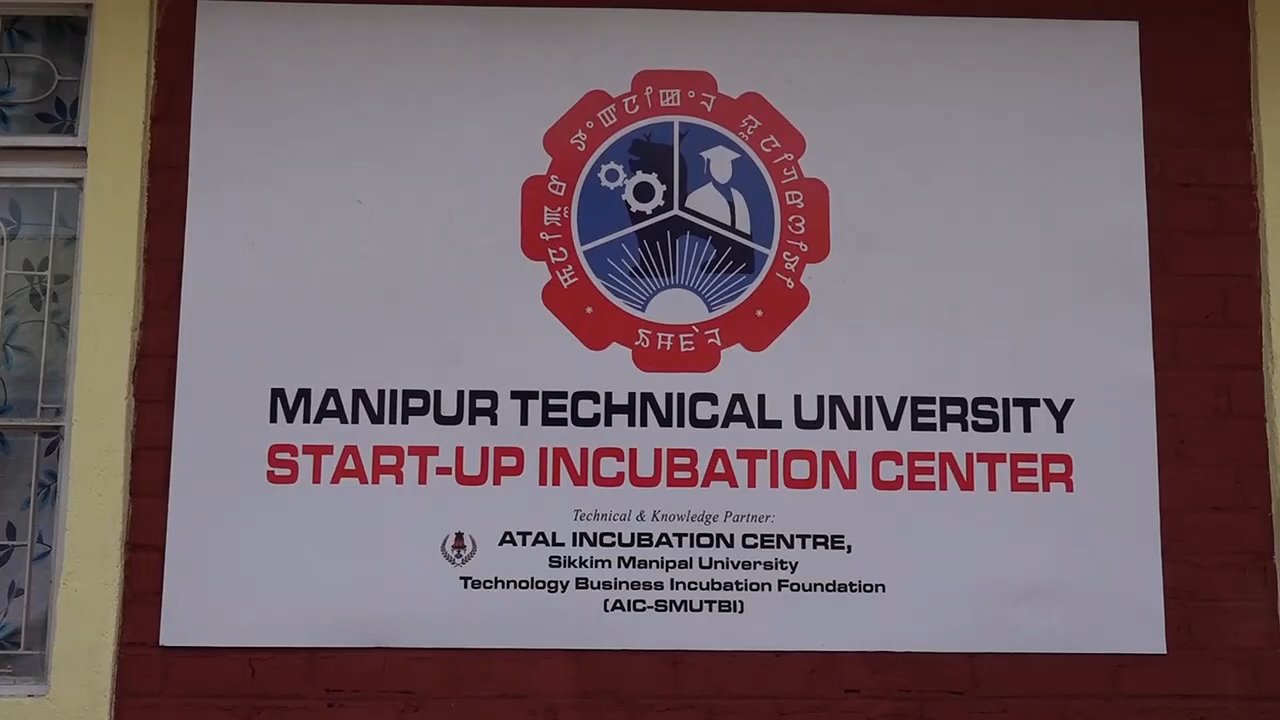 MANIPUR TECHNICAL UNIVERSITY
START-UP INCUBATION CENTER
Technical & Knowledge Partner:
ATAL INCUBATION CENTRE,
Sikkim Manipal University
Technology Business Incubation Foundation
(AIC-SMUTBI)